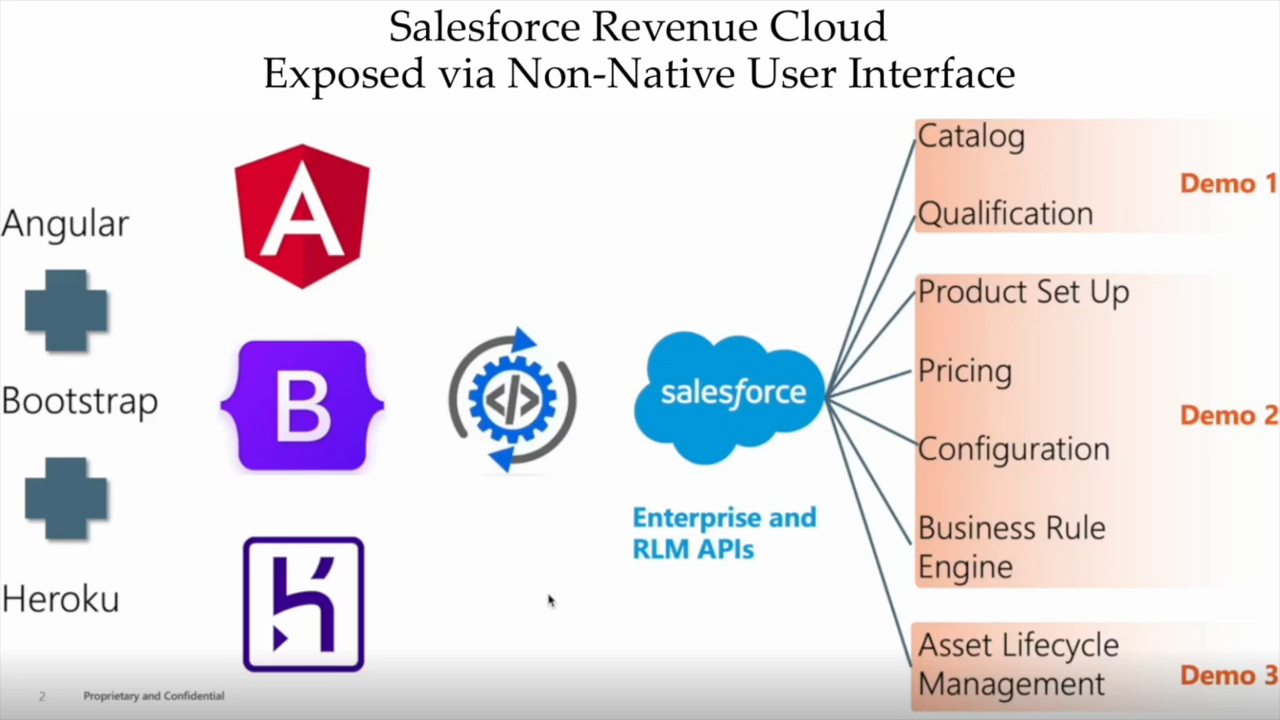 Salesforce Revenue Cloud
Exposed via Non-Native User Interface
Angular
Bootstrap
Heroku
A
B
</>
salesforce
Enterprise and
RLM APIs
Catalog
Qualification
Demo 1
Product Set Up
Pricing
Configuration
Business Rule
Engine
Demo 2
Asset Lifecycle
Management
Demo 3
2
Proprietary and Confidential